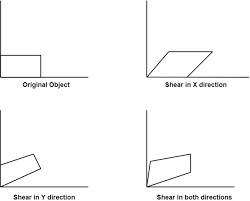 Original Object
Shear in X direction
Shear in Y direction
Shear in both directions